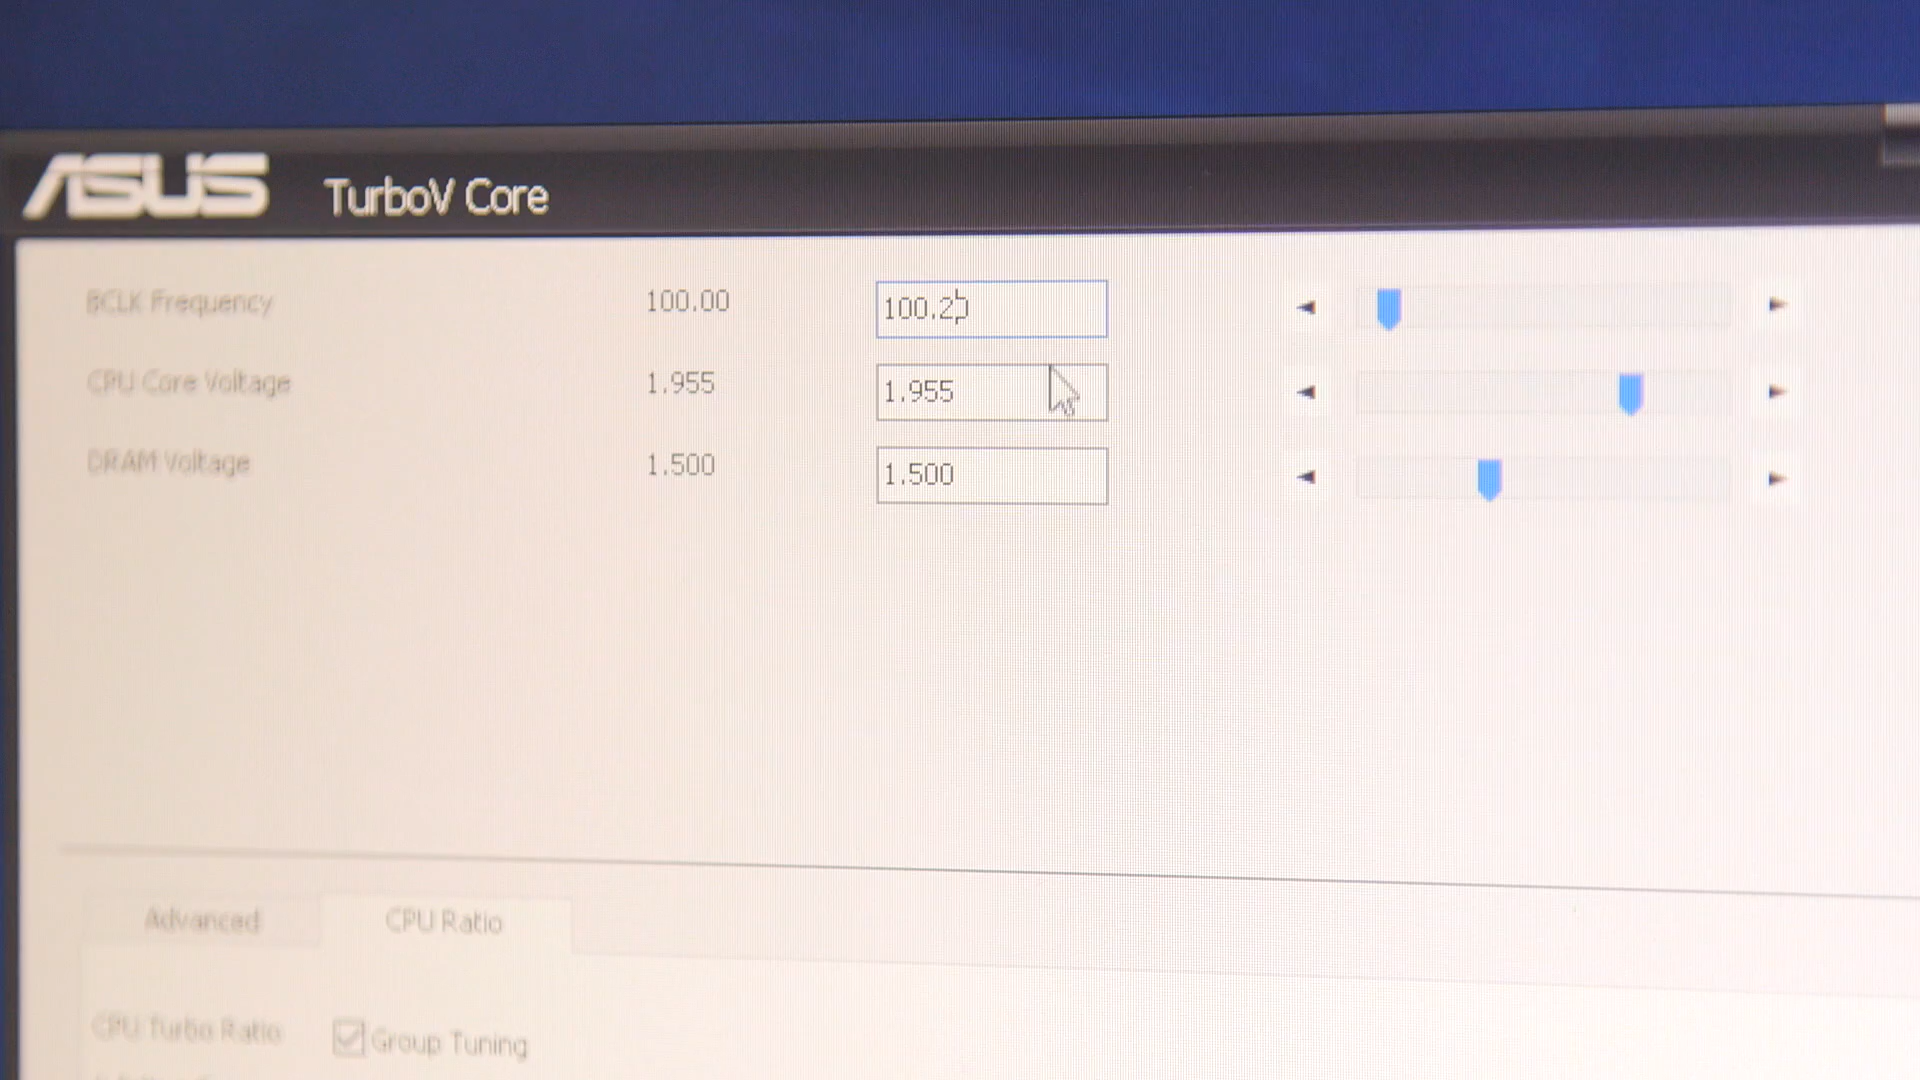 ASUS TurboV Core
BCLK Frequency 100.00 100.2
CPU Core Voltage 1.955 1.955
DRAM Voltage 1.500 1.500
Advanced CPU Ratio
CPU Turbo Ratio Group Tuning